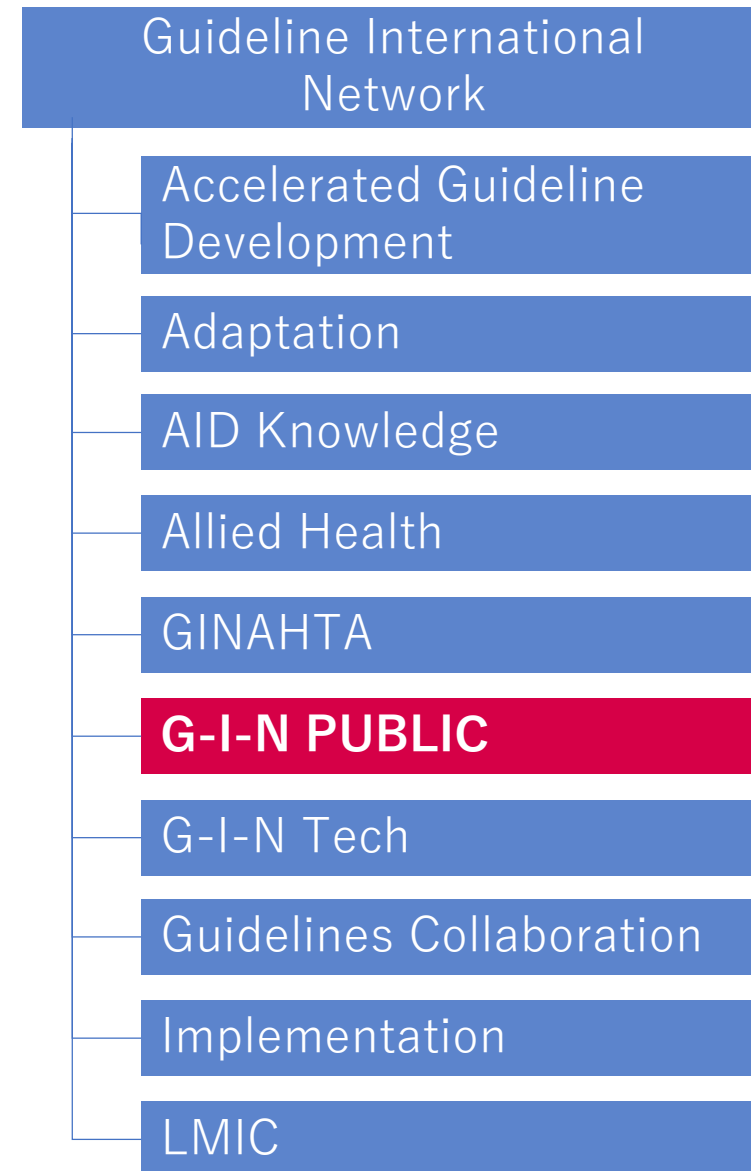 Guideline International
Network
Accelerated Guideline
Development
Adaptation
AID Knowledge
Allied Health
GINAHTA
G-I-N PUBLIC
G-I-N Tech
Guidelines Collaboration
Implementation
LMIC